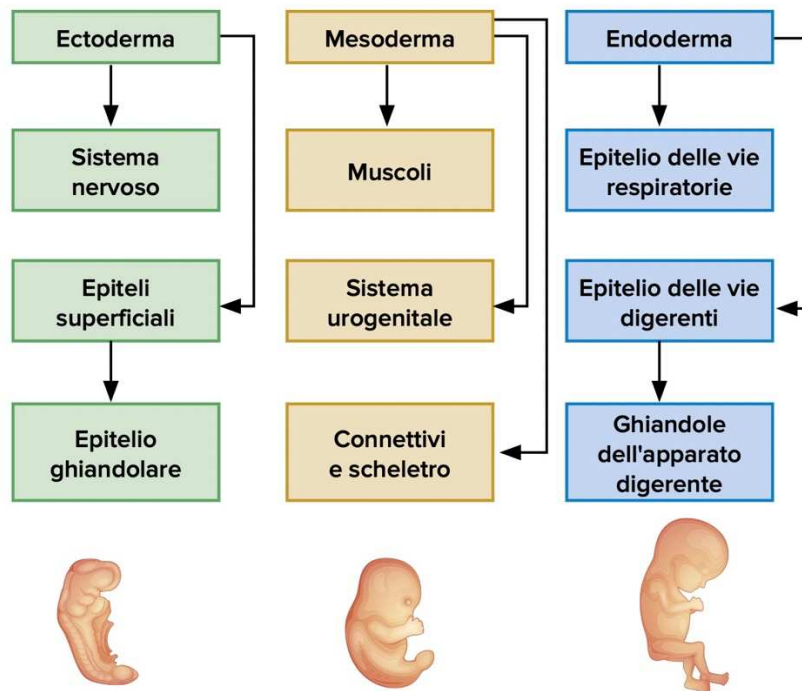 Ectoderma
Mesoderma
Endoderma
Sistema
nervoso
Muscoli
Epitelio delle vie
respiratorie
Epiteli
superficiali
Sistema
urogenitale
Epitelio delle vie
digerenti
Epitelio
ghiandolare
Connettivi
e scheletro
Ghiandole
dell'apparato
digerente